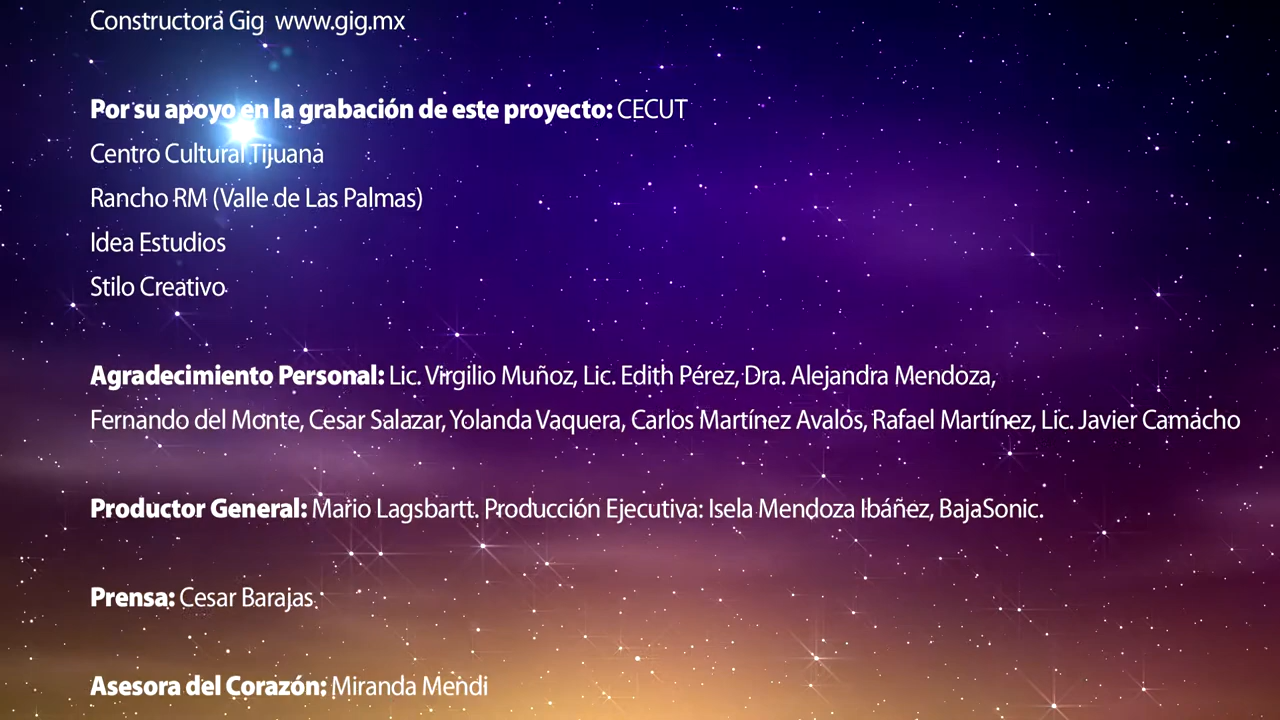 Constructora Gig www.gig.mx
Por su apoyo en la grabación de este proyecto: CECUT
Centro Cultural Tijuana
Rancho RM (Valle de Las Palmas)
Idea Estudios
Stilo Creativo
Agradecimiento Personal: Lic. Virgilio Muñoz, Lic. Edith Pérez, Dra. Alejandra Mendoza,
Fernando del Monte, Cesar Salazar, Yolanda Vaquera, Carlos Martínez Avalos, Rafael Martínez, Lic. Javier Camacho
Productor General: Mario Lagsbartt. Producción Ejecutiva: Isela Mendoza Ibáñez, BajaSonic.
Prensa: Cesar Barajas.
Asesora del Corazón: Miranda Mendi